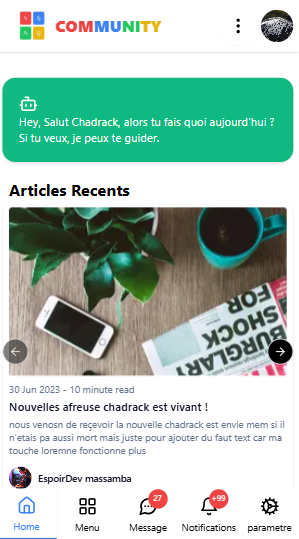 COMMUNITY
Hey, Salut Chadrack, alors tu fais quoi aujourd'hui ?
Si tu veux, je peux te guider.
Articles Recents
FOR
SHOCK
BURGLARY
30 Jun 2023 - 10 minute read
Nouvelles afreuse chadrack est vivant !
nous venosn de reçevoir la nouvelle chadrack est envie mem si il
n'etais pa aussi mort mais juste pour ajouter du faut text car ma
touche loremne fonctionne plus
EspoirDev massamba
27
+99
Home
Menu
Message
Notifications
parametre